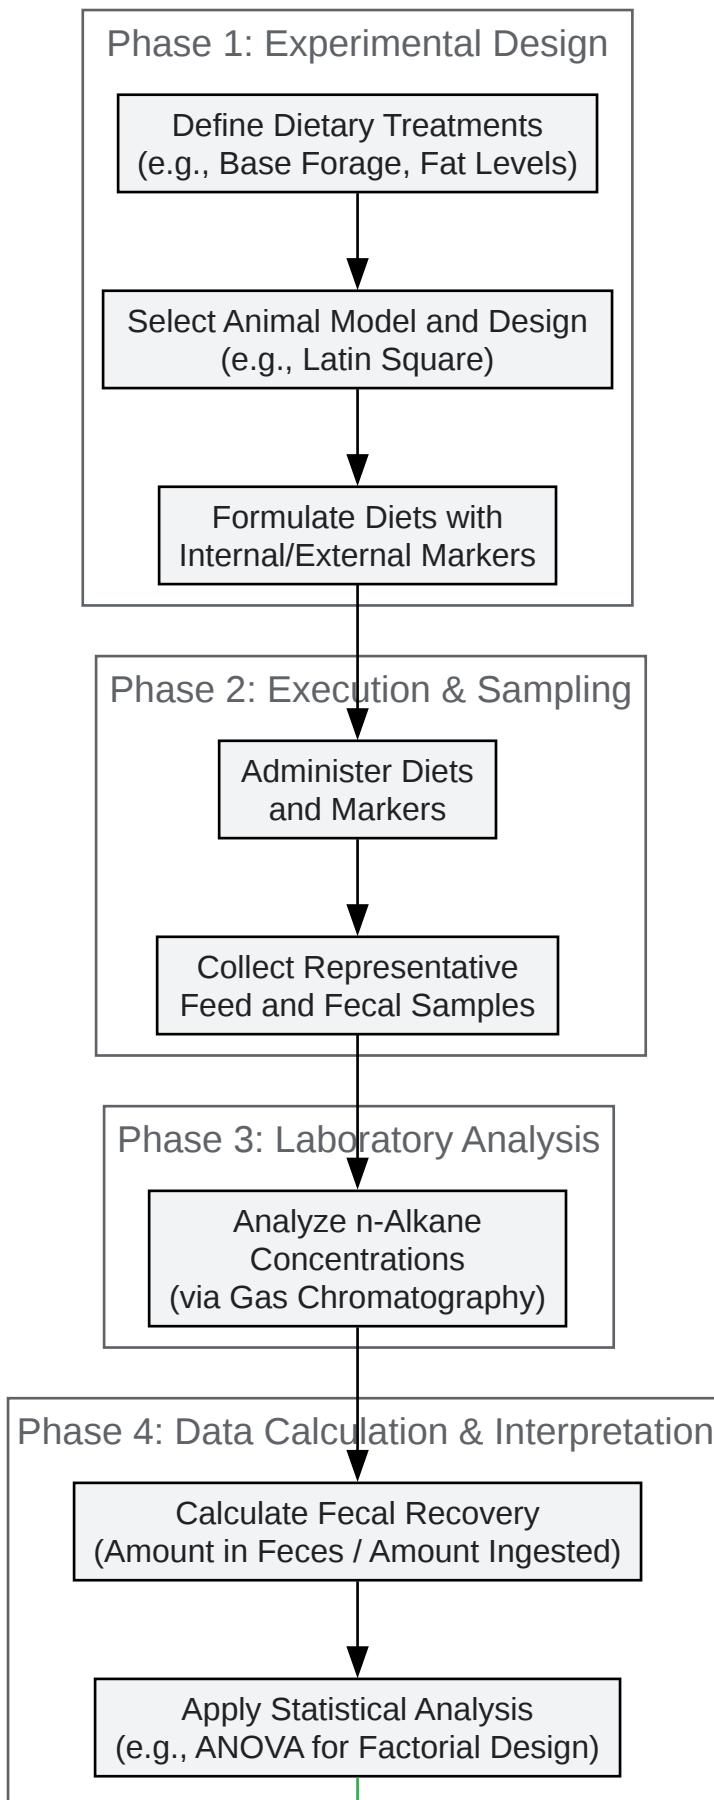 Phase 1: Experimental Design
Define Dietary Treatments
(e.g., Base Forage, Fat Levels)
Select Animal Model and Design
(e.g., Latin Square)
Formulate Diets with
Internal/External Markers
Phase 2: Execution & Sampling
Administer Diets
and Markers
Collect Representative
Feed and Fecal Samples
Phase 3: Laboratory Analysis
Analyze n-Alkane
Concentrations
(via Gas Chromatography)
Phase 4: Data Calculation & Interpretation
Calculate Fecal Recovery
(Amount in Feces / Amount Ingested)
Apply Statistical Analysis
(e.g., ANOVA for Factorial Design)